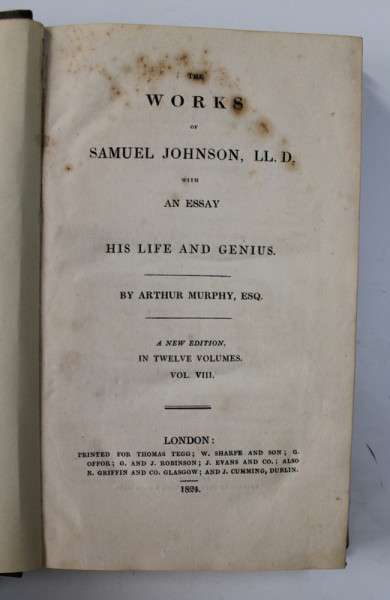 THE
WORKS
OF
SAMUEL JOHNSON, LL. D.
WITH
AN ESSAY
HIS LIFE AND GENIUS.
BY ARTHUR MURPHY, ESQ.
A NEW EDITION,
IN TWELVE VOLUMES.
VOL. VIII.
LONDON:
PRINTED FOR THOMAS TEGG; W. SHARPE AND SON; G.
OFFOR; G. AND J. ROBINSON; J. EVANS AND CO.; ALSO
R. GRIFFIN AND CO. GLASGOW; AND J. CUMMING, DUBLIN.
1824.